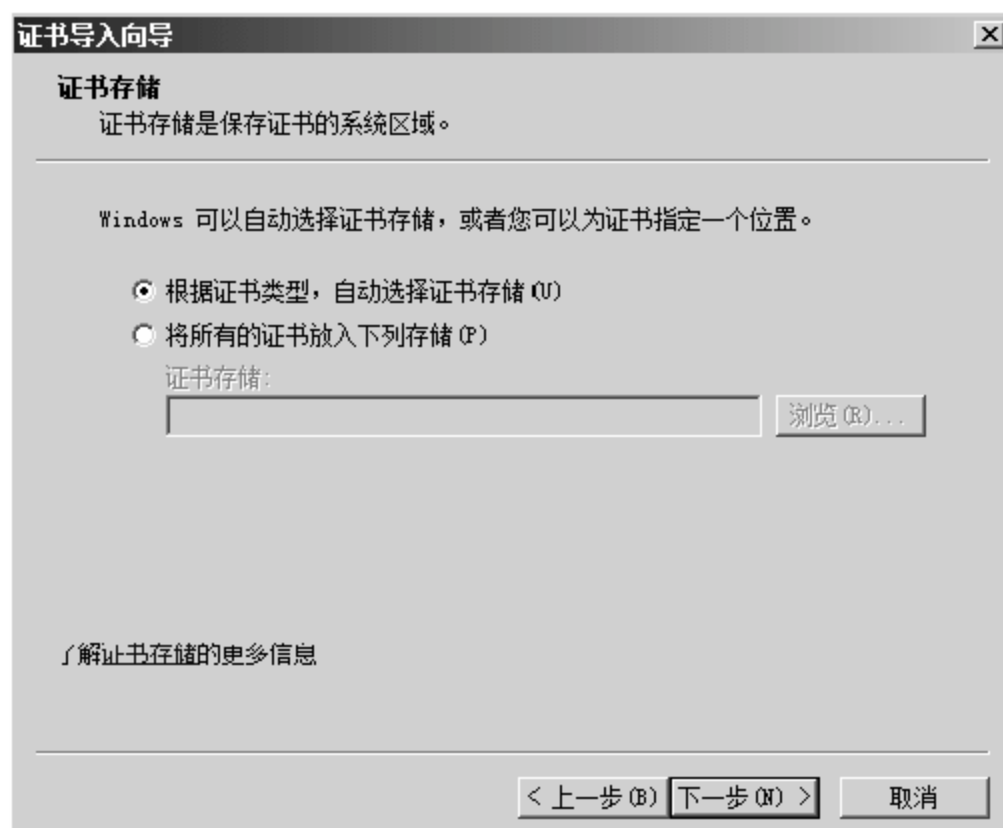 证书导入向导
证书存储
证书存储是保存证书的系统区域。
Windows 可以自动选择证书存储，或者您可以为证书指定一个位置。
根据证书类型，自动选择证书存储(U)
将所有的证书放入下列存储(P)
证书存储:
浏览(R)...
了解证书存储的更多信息
< 上一步(B) 下一步(N) > 取消